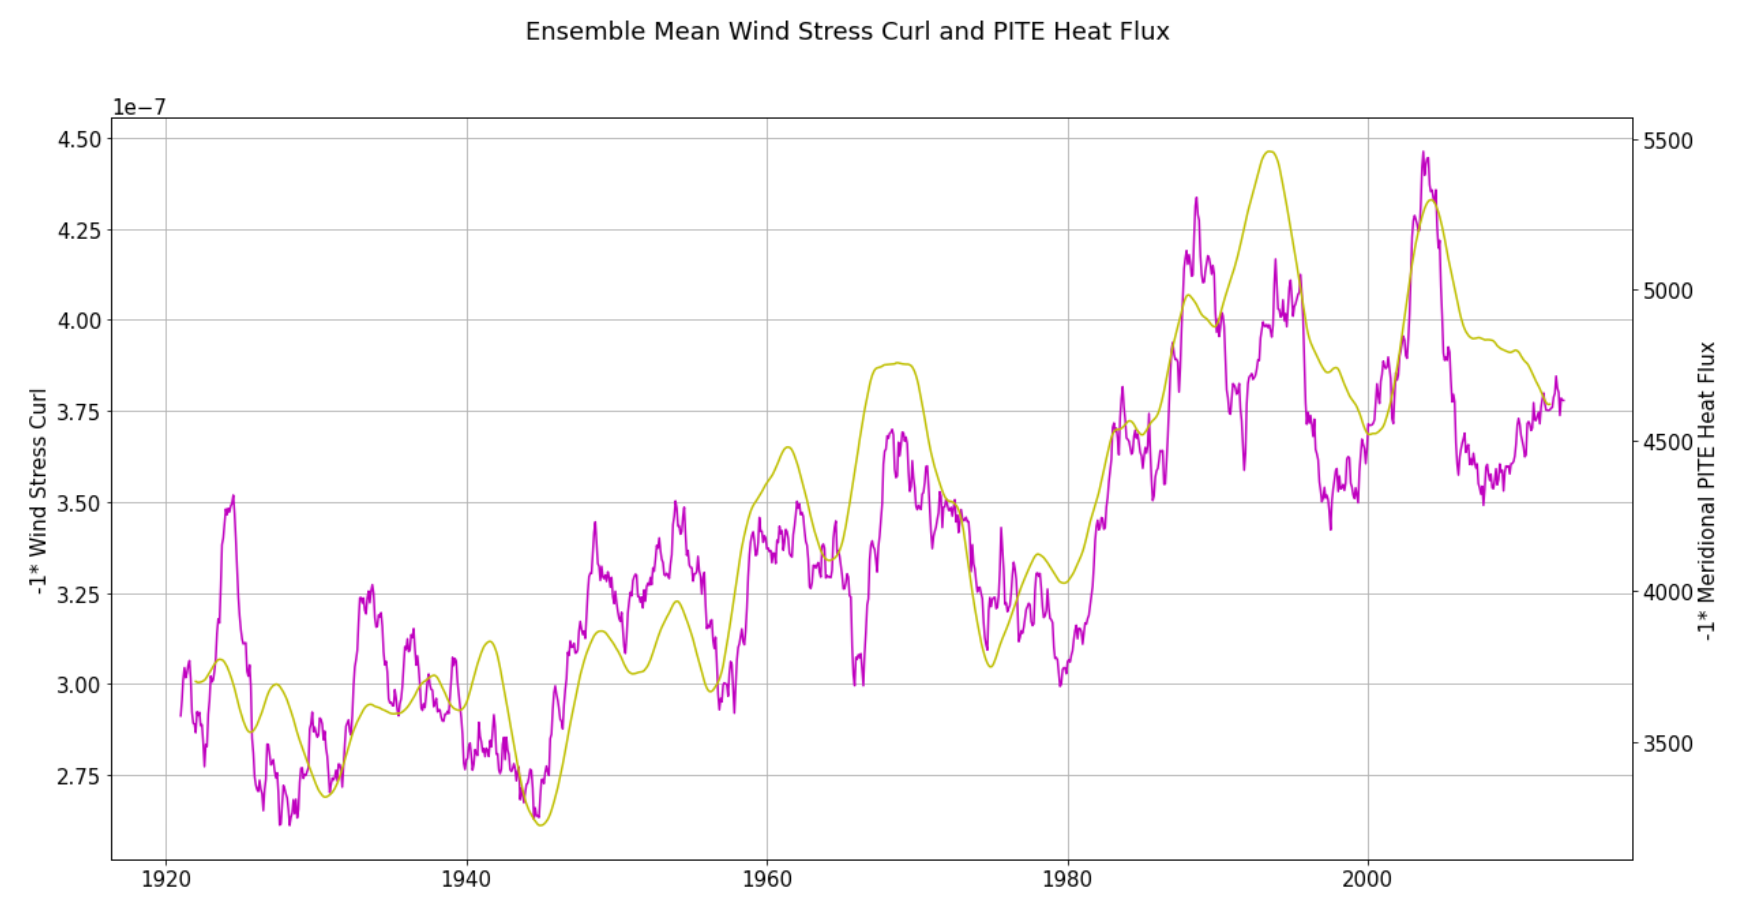 Ensemble Mean Wind Stress Curl and PITE Heat Flux
1e−7
4.50
4.25
4.00
3.75
3.50
3.25
3.00
2.75
-1* Wind Stress Curl
5500
5000
4500
4000
3500
-1* Meridional PITE Heat Flux
1920 1940 1960 1980 2000